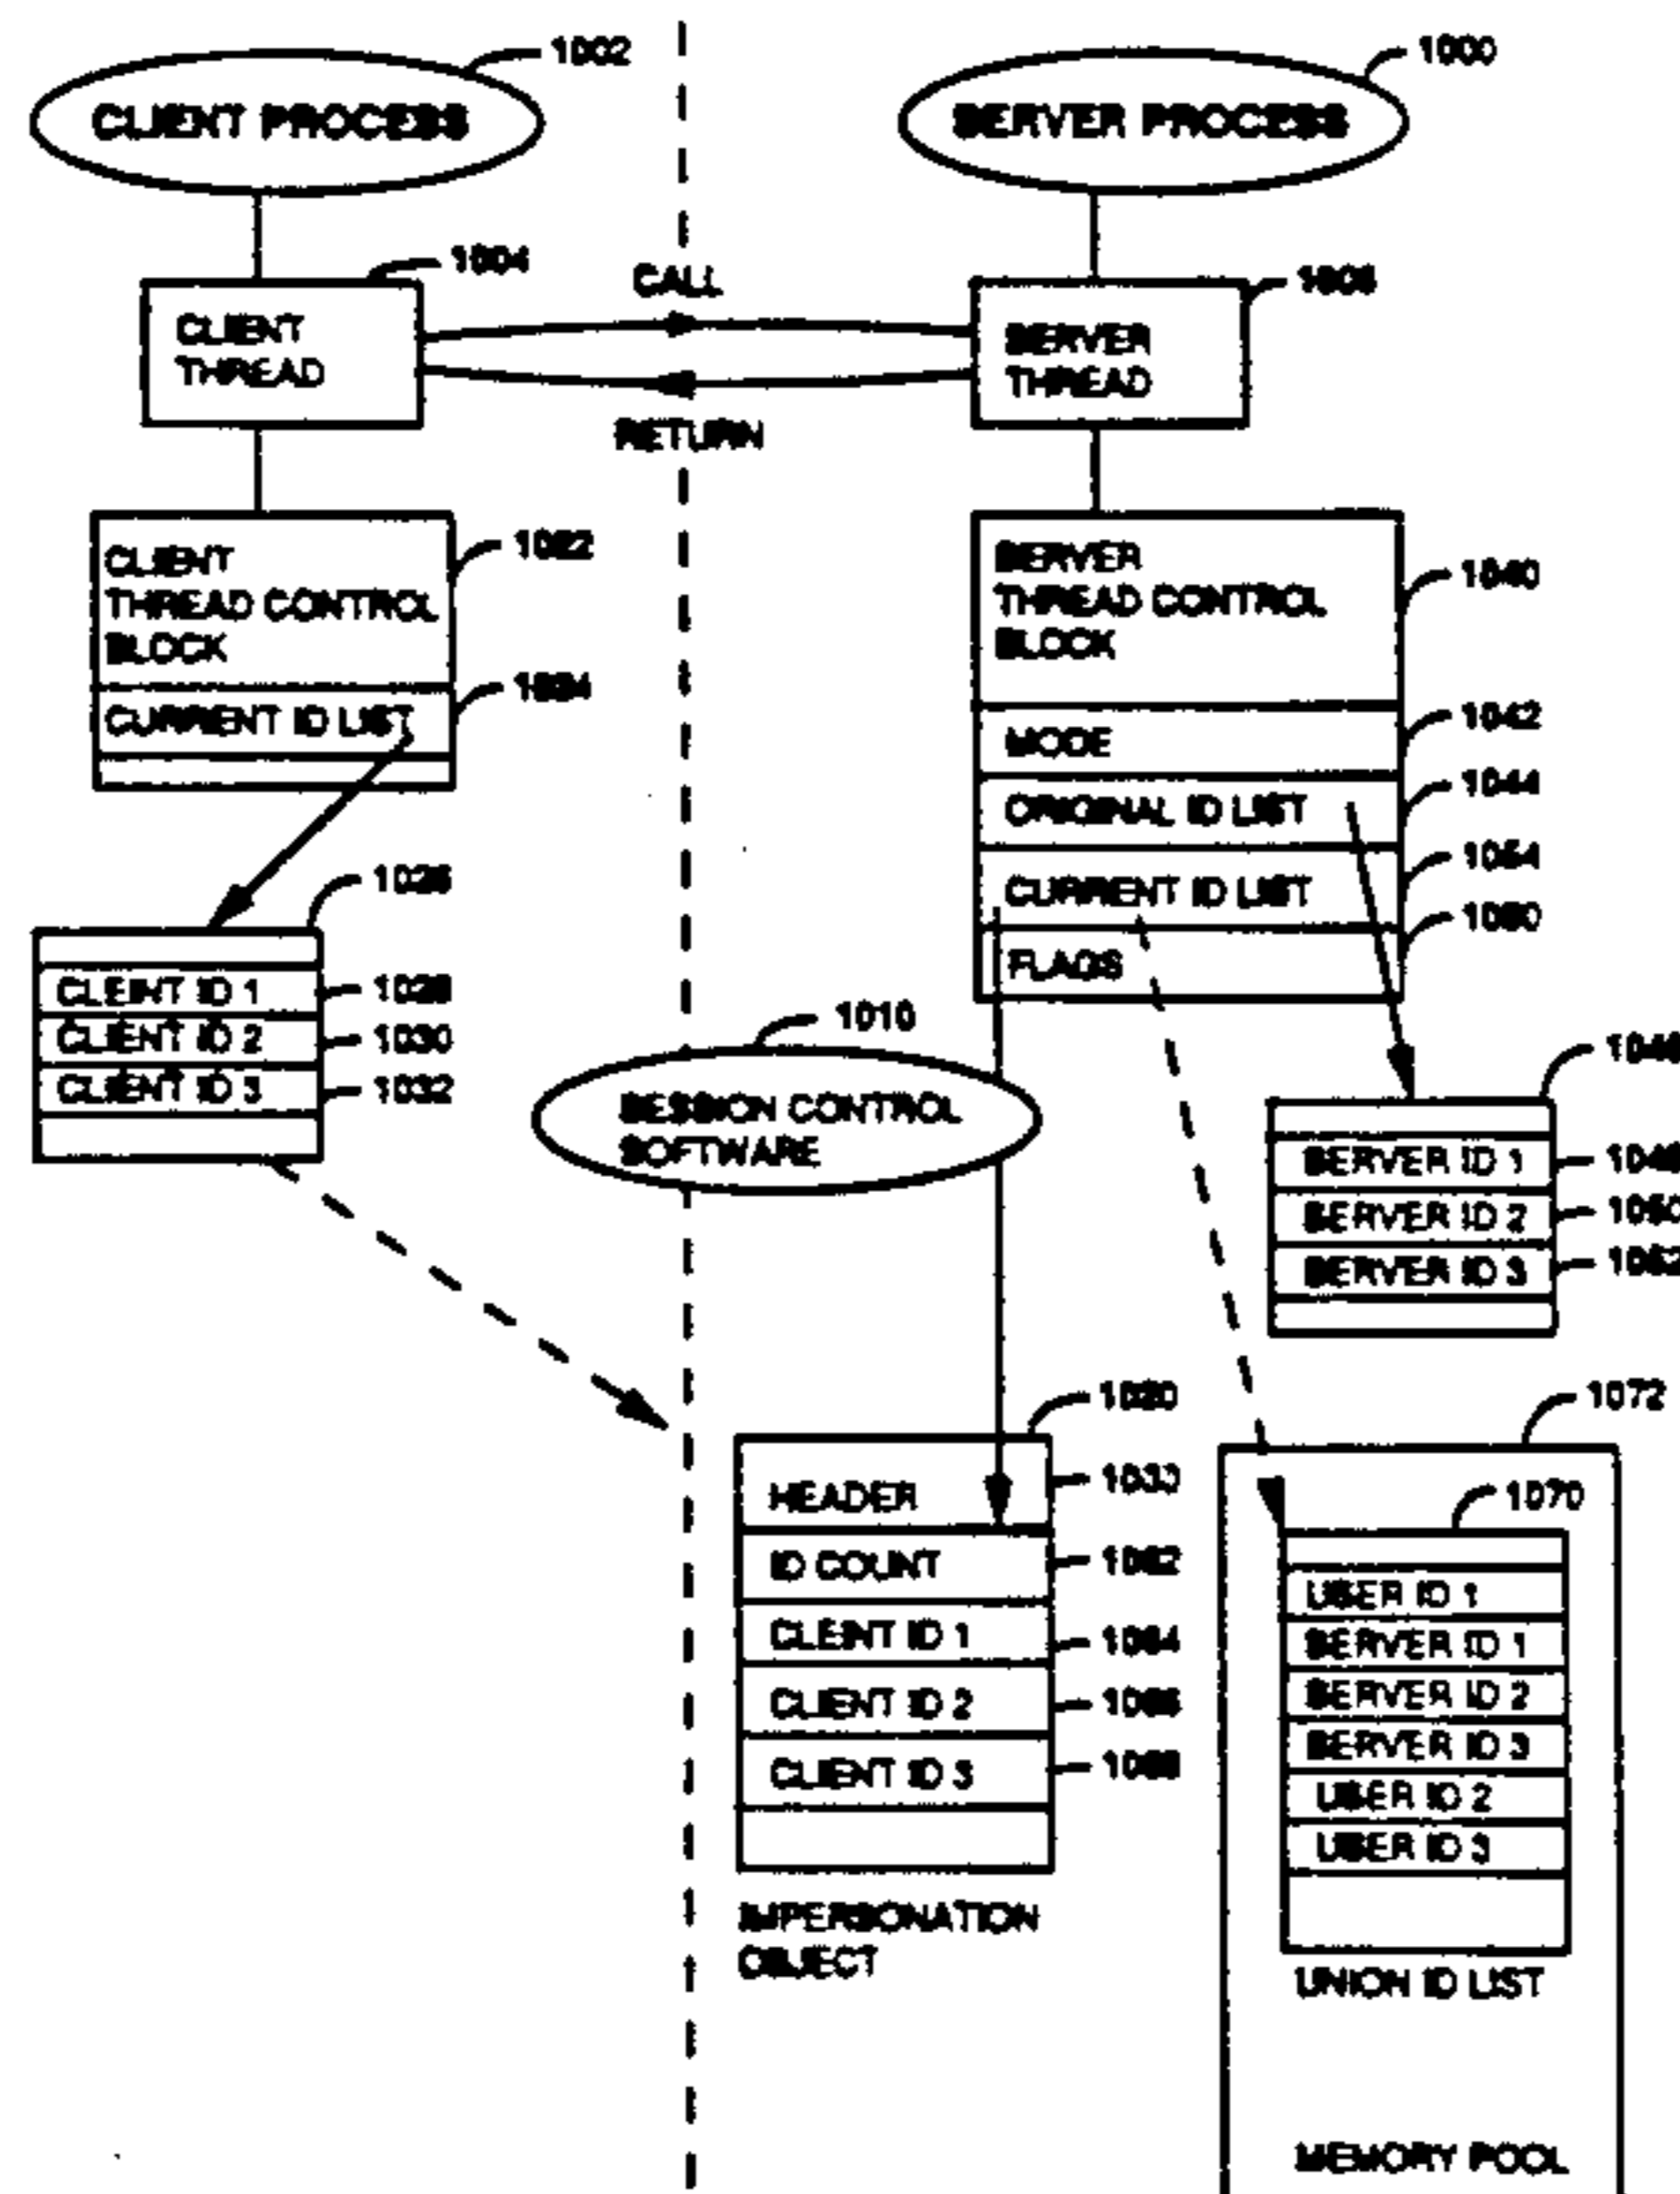 1002
CLIENT PROCESS
1000
SERVER PROCESS
1004
CLIENT
THREAD
CALL
RETURN
SERVER
THREAD
1022
CLIENT
THREAD CONTROL
BLOCK
CURRENT ID LIST
1040
SERVER
THREAD CONTROL
BLOCK
1042
MODE
1044
ORIGINAL ID LIST
1054
CURRENT ID LIST
FLAGS
CLEINT ID 1
CLIENT ID 2
1030
CLIENT ID 3
1032
1010
SESSION CONTROL
SOFTWARE
SERVER ID 1
SERVER ID 2
SERVER ID 3
HEADER
1033
ID COUNT
CLEINT ID 1
CLIENT ID 2
CLIENT ID 3
IMPERSONATION
OBJECT
1072
1070
USER ID 1
SERVER ID 1
SERVER ID 2
SERVER ID 3
USER ID 2
USER ID 3
UNION ID LIST
MEMORY POOL